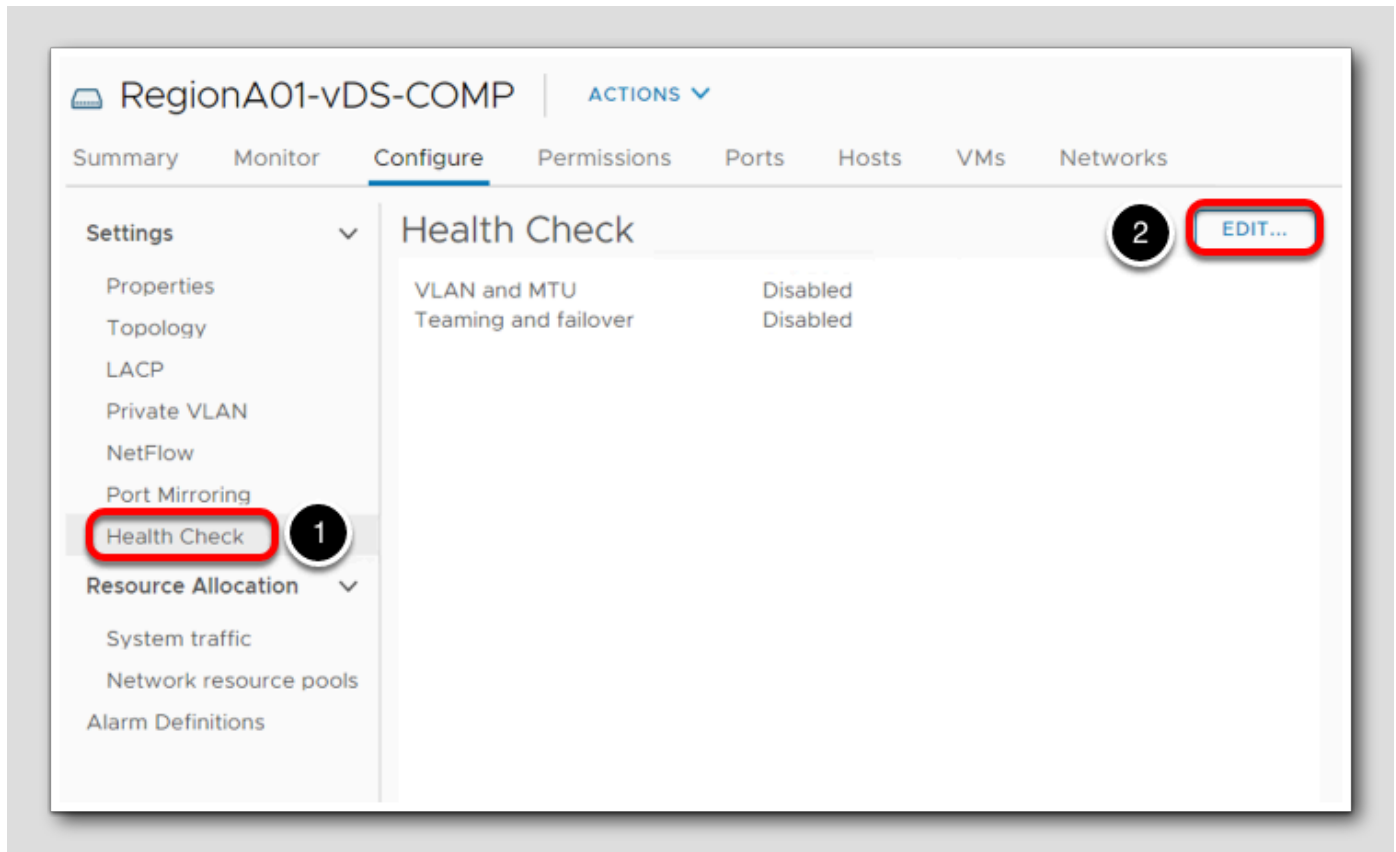 RegionA01-vDS-COMP ACTIONS
Summary Monitor Configure Permissions Ports Hosts VMs Networks
Settings
Properties
Topology
LACP
Private VLAN
NetFlow
Port Mirroring
Health Check 1
Resource Allocation
System traffic
Network resource pools
Alarm Definitions
Health Check 2 EDIT...
VLAN and MTU Disabled
Teaming and failover Disabled